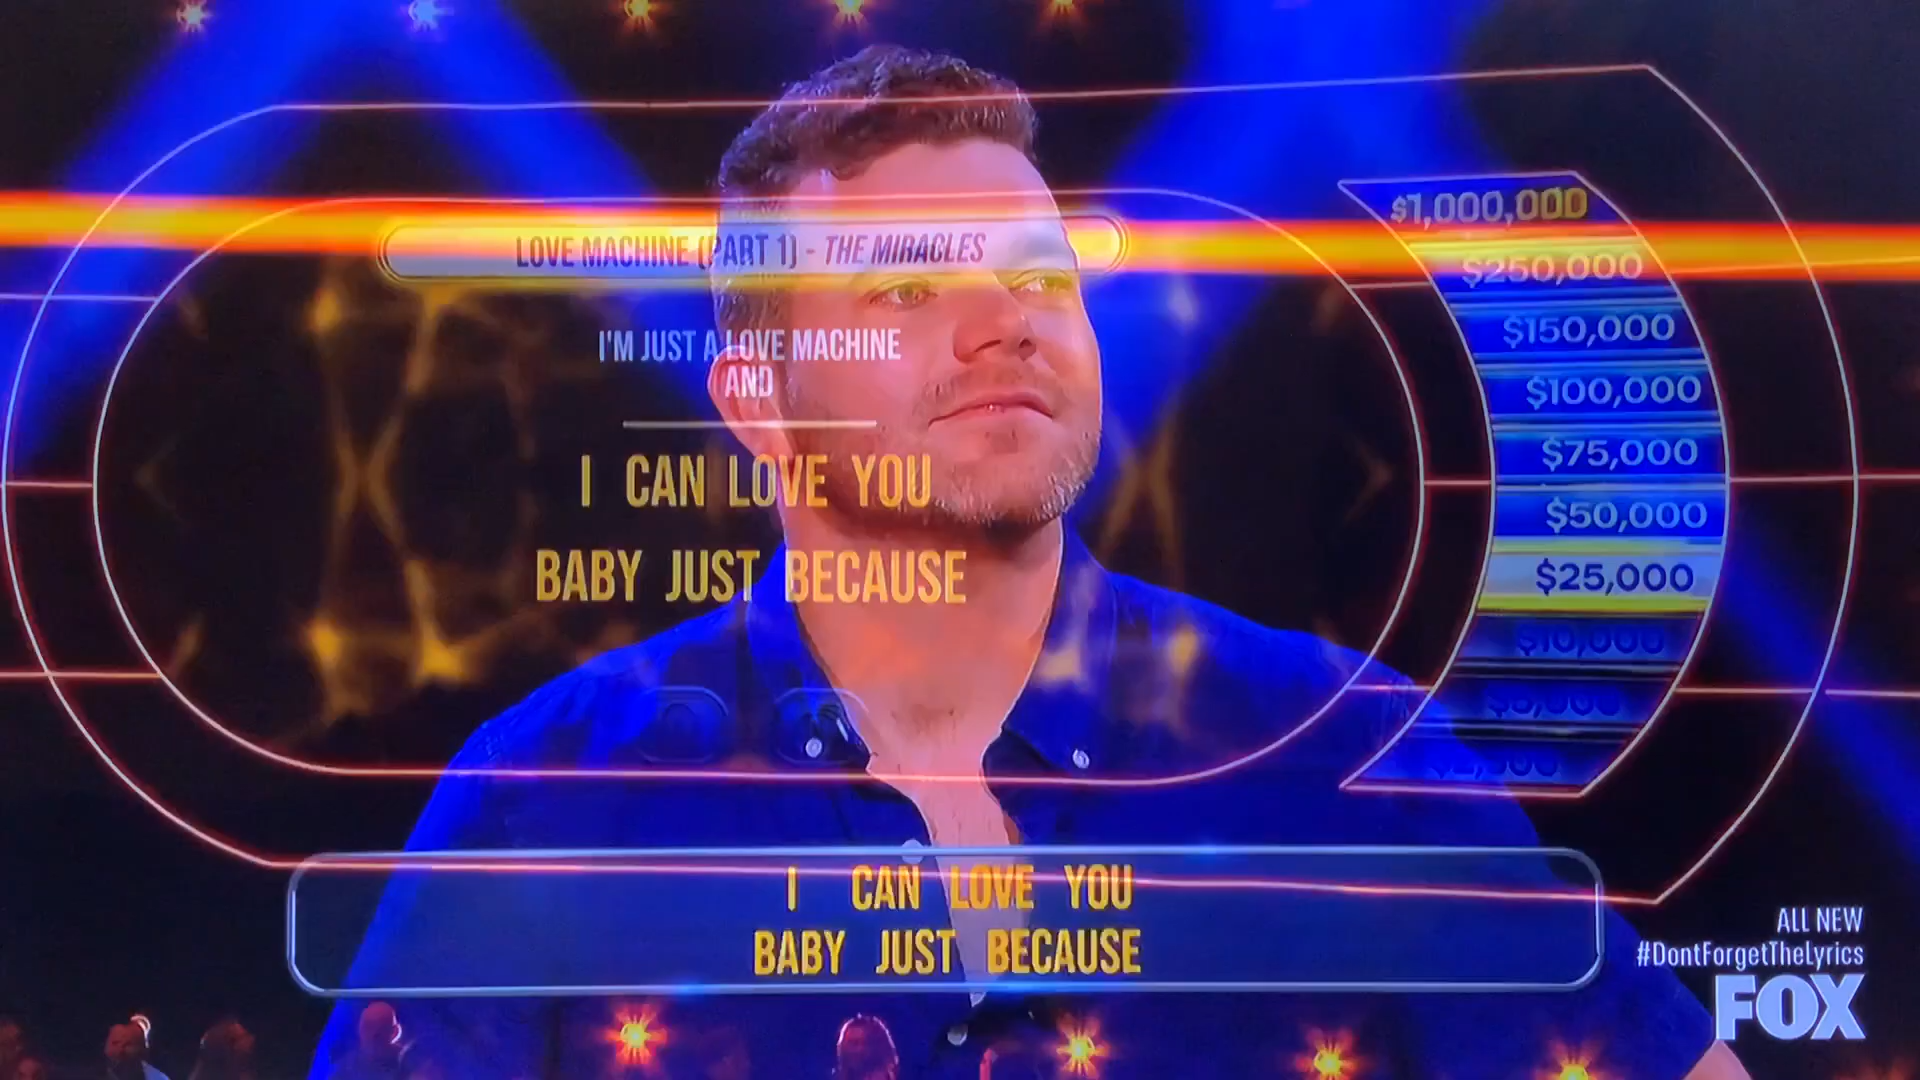 LOVE MACHINE (PART 1) - THE MIRACLES
I'M JUST A LOVE MACHINE
AND
I CAN LOVE YOU
BABY JUST BECAUSE
$1,000,000
$250,000
$150,000
$100,000
$75,000
$50,000
$25,000
$10,000
I CAN LOVE YOU
BABY JUST BECAUSE
ALL NEW
#DontForgetTheLyrics
FOX